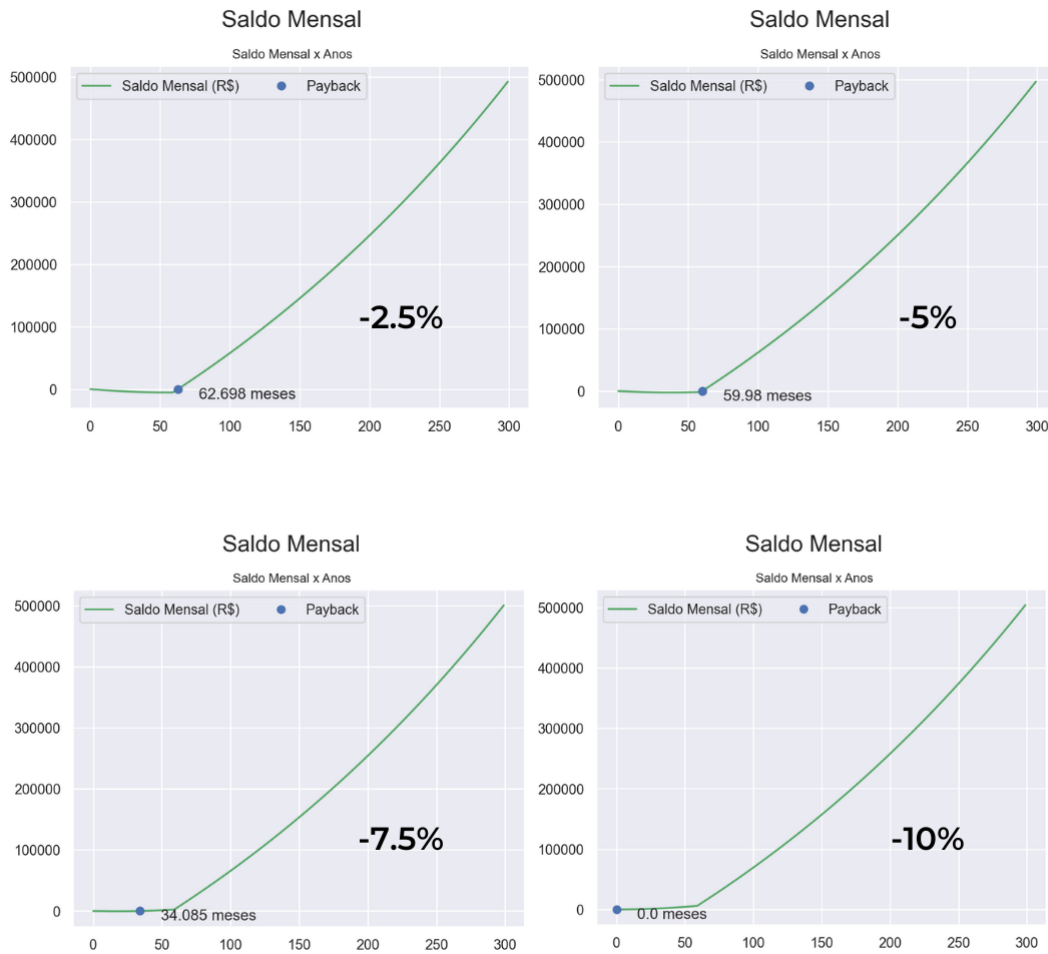 Saldo Mensal
Saldo Mensal x Anos
Saldo Mensal (R$) Payback
500000
400000
300000
200000
100000
0
-2.5%
62.698 meses
0 50 100 150 200 250 300
Saldo Mensal
Saldo Mensal x Anos
Saldo Mensal (R$) Payback
500000
400000
300000
200000
100000
0
-5%
59.98 meses
0 50 100 150 200 250 300
Saldo Mensal
Saldo Mensal x Anos
Saldo Mensal (R$) Payback
500000
400000
300000
200000
100000
0
-7.5%
34.085 meses
0 50 100 150 200 250 300
Saldo Mensal
Saldo Mensal x Anos
Saldo Mensal (R$) Payback
500000
400000
300000
200000
100000
0
-10%
0.0 meses
0 50 100 150 200 250 300